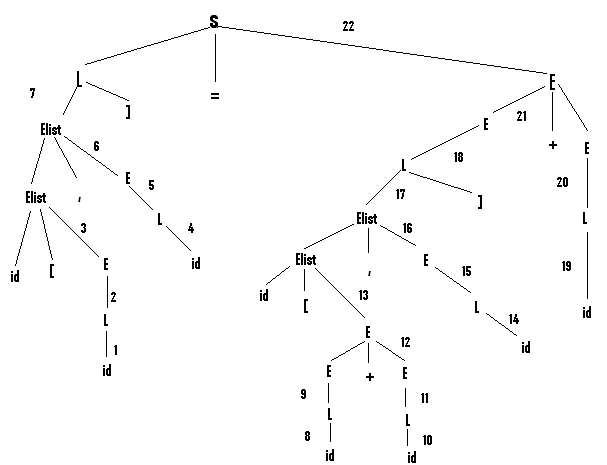 S 22
L = E
7 ] 21
Elist 6 E + E
Elist , E 5 L 18 20
3 L 4 17 ] L
id [ E id Elist 16
2 Elist , E 15 19
L id [ 13 L 14 id
1 E id
id 12
E + E
9 11
L L
8 10
id id